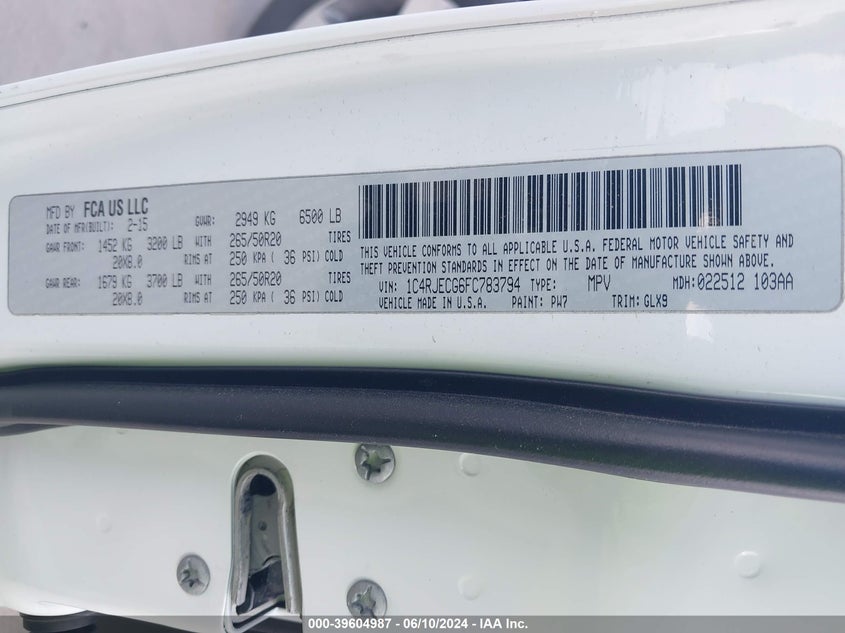 MFD BY FCA US LLC
DATE OF MFR(BUILT): 2-15 GVWR: 2949 KG 6500 LB
GAWR FRONT: 1452 KG 3200 LB WITH 265/50R20 TIRES
20X8.0 RIMS AT 250 KPA ( 36 PSI) COLD
GAWR REAR: 1679 KG 3700 LB WITH 265/50R20 TIRES
20X8.0 RIMS AT 250 KPA ( 36 PSI) COLD
THIS VEHICLE CONFORMS TO ALL APPLICABLE U.S.A. FEDERAL MOTOR VEHICLE SAFETY AND
THEFT PREVENTION STANDARDS IN EFFECT ON THE DATE OF MANUFACTURE SHOWN ABOVE.
VIN: 1C4RJECG6FC783794 TYPE: MPV MDH: 022512 103AA
VEHICLE MADE IN U.S.A. PAINT: PW7 TRIM: GLX9
000-39604987 - 06/10/2024 - IAA Inc.